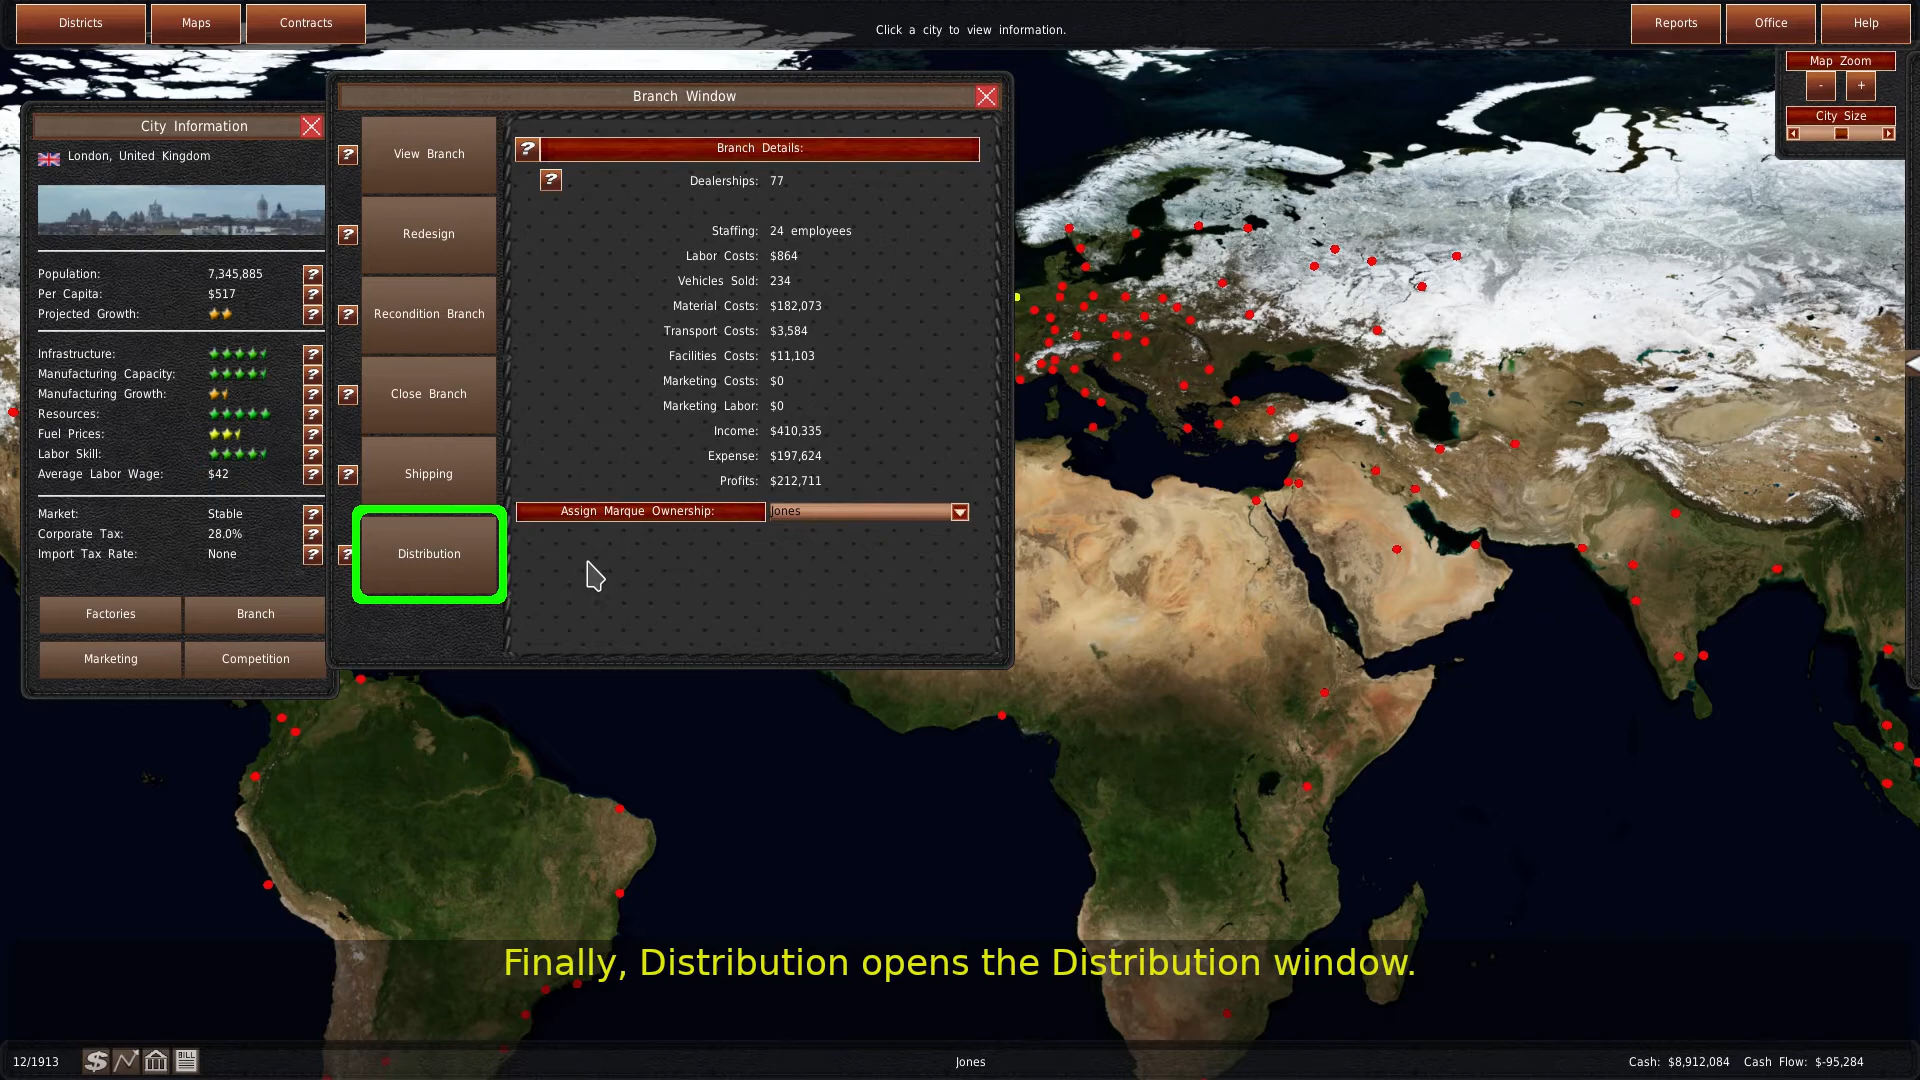 Districts
Maps
Contracts
Click a city to view information.
Reports
Office
Help
Map Zoom
- +
City Size
Branch Window
City Information
London, United Kingdom
Population: 7,345,885 ?
Per Capita: $517 ?
Projected Growth: ?
Infrastructure: ?
Manufacturing Capacity: ?
Manufacturing Growth: ?
Resources: ?
Fuel Prices: ?
Labor Skill: ?
Average Labor Wage: $42 ?
Market: Stable ?
Corporate Tax: 28.0% ?
Import Tax Rate: None ?
Factories
Branch
Marketing
Competition
? View Branch
? Redesign
? Recondition Branch
? Close Branch
? Shipping
? Distribution
? Branch Details:
? Dealerships: 77
Staffing: 24 employees
Labor Costs: $864
Vehicles Sold: 234
Material Costs: $182,073
Transport Costs: $3,584
Facilities Costs: $11,103
Marketing Costs: $0
Marketing Labor: $0
Income: $410,335
Expense: $197,624
Profits: $212,711
Assign Marque Ownership: Jones
Finally, Distribution opens the Distribution window.
12/1913
$
BILL
Jones
Cash: $8,912,084 Cash Flow: $-95,284